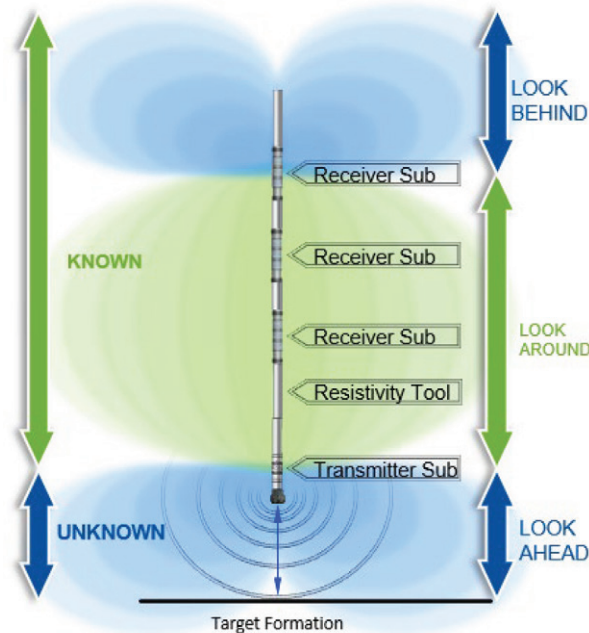 LOOK
BEHIND
Receiver Sub
KNOWN
Receiver Sub
Receiver Sub
LOOK
AROUND
Resistivity Tool
Transmitter Sub
UNKNOWN
LOOK
AHEAD
Target Formation